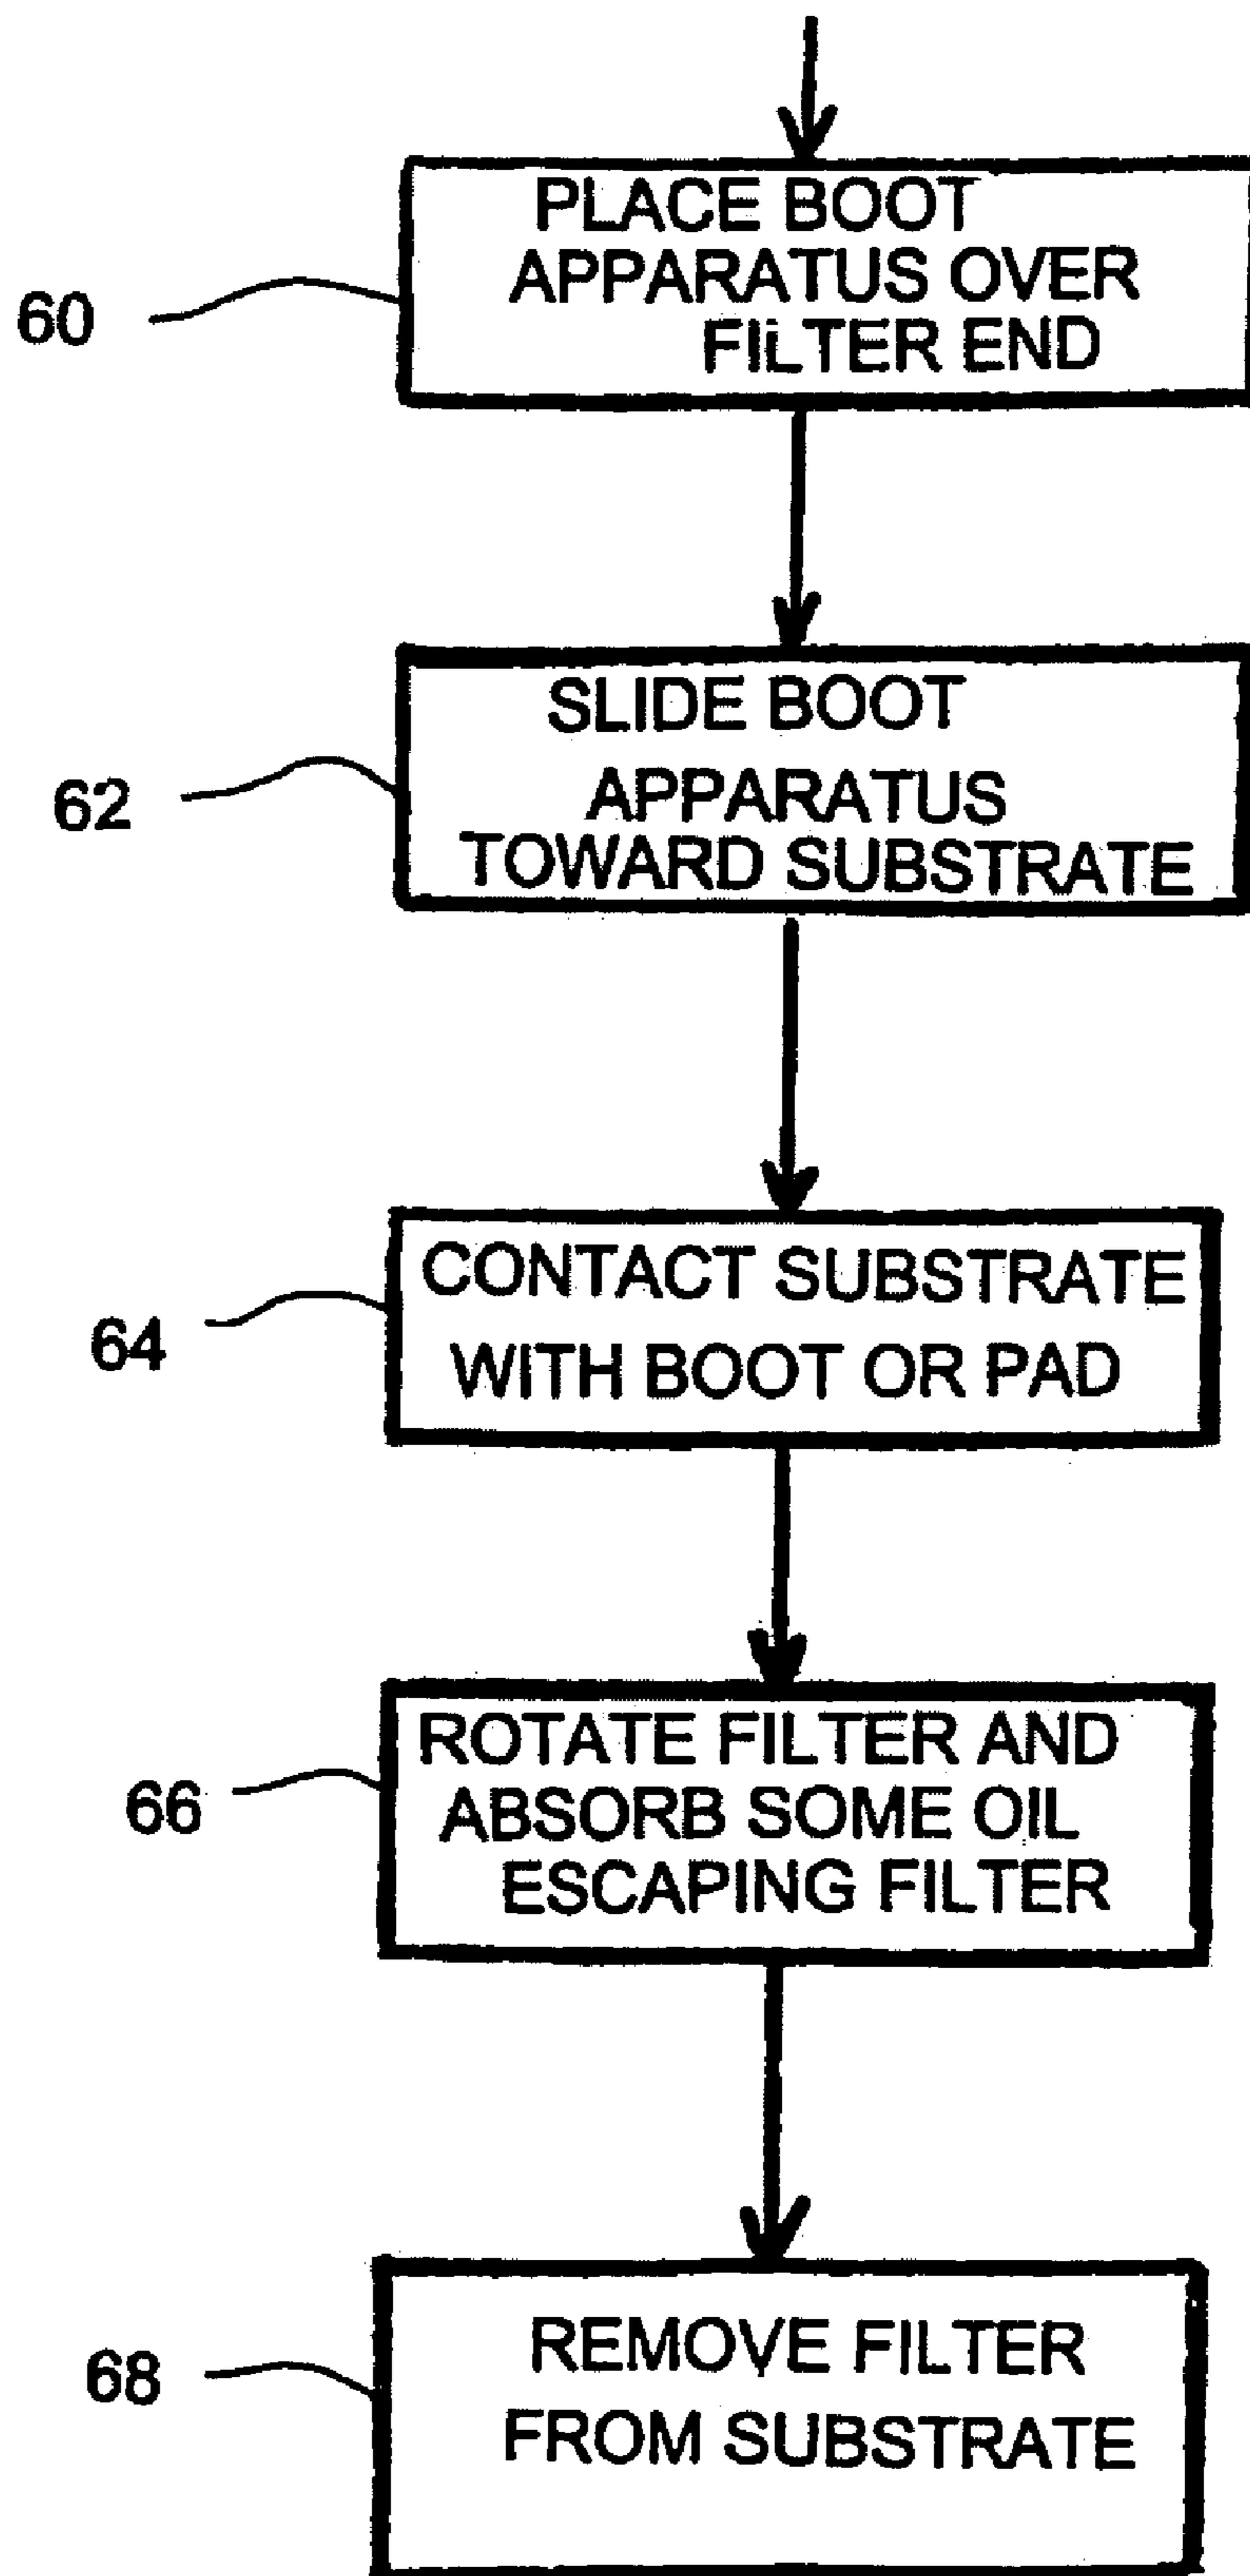 PLACE BOOT
APPARATUS OVER
FILTER END
60
SLIDE BOOT
APPARATUS
TOWARD SUBSTRATE
62
CONTACT SUBSTRATE
WITH BOOT OR PAD
64
ROTATE FILTER AND
ABSORB SOME OIL
ESCAPING FILTER
66
REMOVE FILTER
FROM SUBSTRATE
68